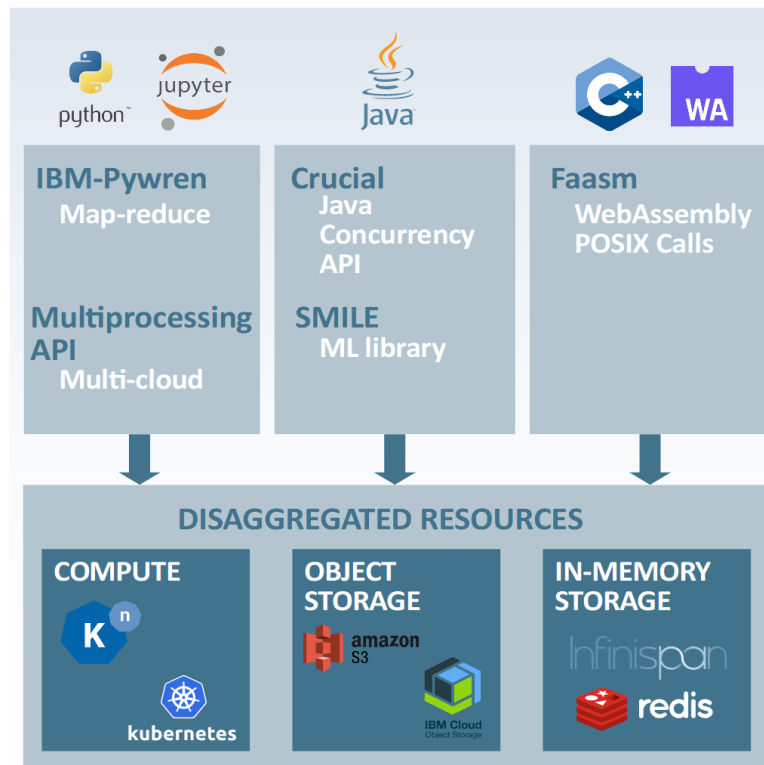 python™
jupyter
Java
C++
WA
IBM-Pywren
Map-reduce
Multiprocessing
API
Multi-cloud
Crucial
Java
Concurrency
API
SMILE
ML library
Faasm
WebAssembly
POSIX Calls
DISAGGREGATED RESOURCES
COMPUTE
K
n
kubernetes
OBJECT
STORAGE
amazon
S3
IBM Cloud
Object Storage
IN-MEMORY
STORAGE
Infinispan
redis